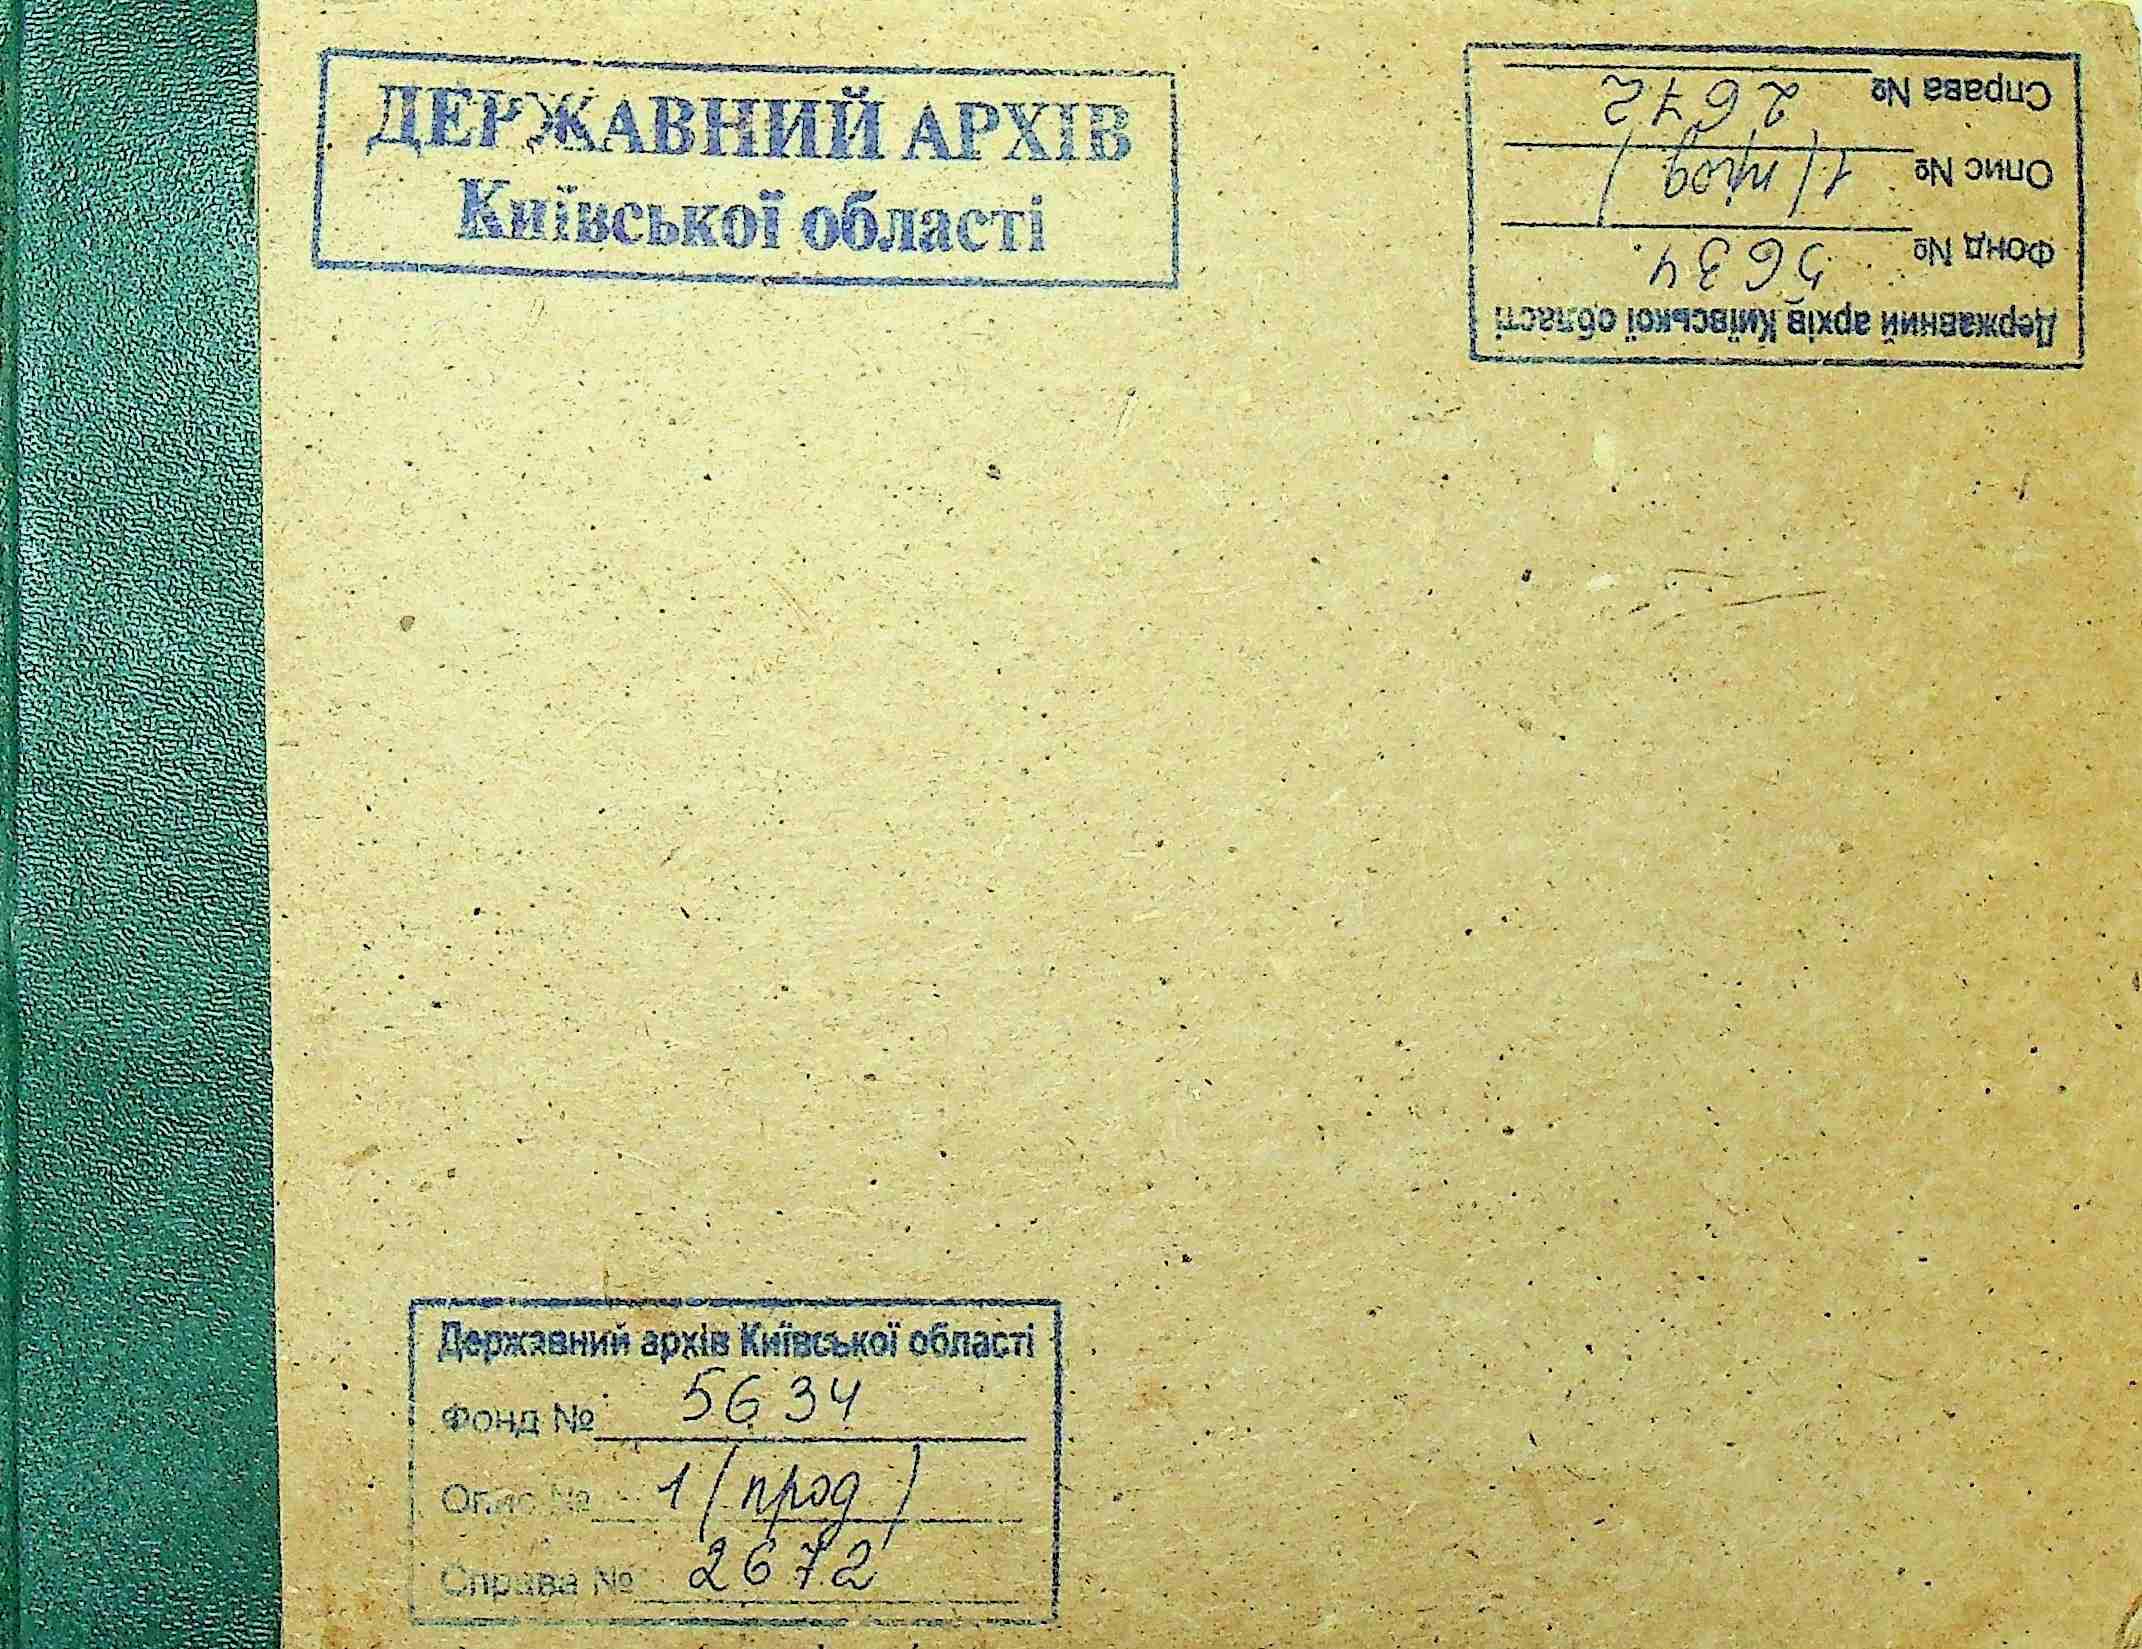 ДЕРЖАВНИЙ АРХІВ
Київської області
Державний архів Київської області
Фонд № 5634.
Опис № 1 (прод)
Справа № 2672
Державний архів Київської області
Фонд № 5634
Опис № 1 (прод)
Справа № 2672